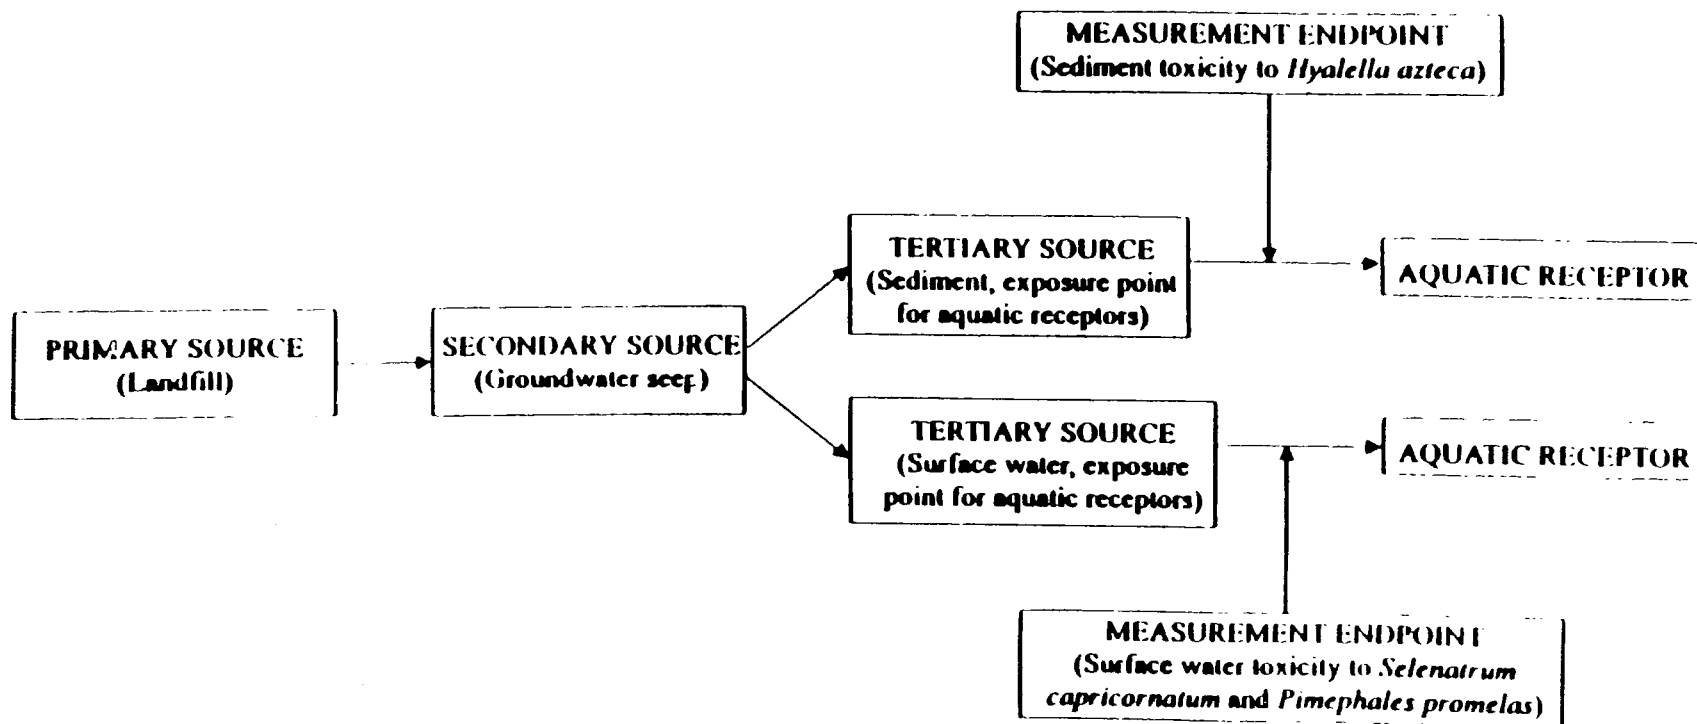 MEASUREMENT ENDPOINT
(Sediment toxicity to Hyalella azteca)
TERTIARY SOURCE
(Sediment, exposure point
for aquatic receptors)
AQUATIC RECEPTOR
PRIMARY SOURCE
(Landfill)
SECONDARY SOURCE
(Groundwater seep)
TERTIARY SOURCE
(Surface water, exposure
point for aquatic receptors)
AQUATIC RECEPTOR
MEASUREMENT ENDPOINT
(Surface water toxicity to Selenatrum
capricornatum and Pimephales promelas)